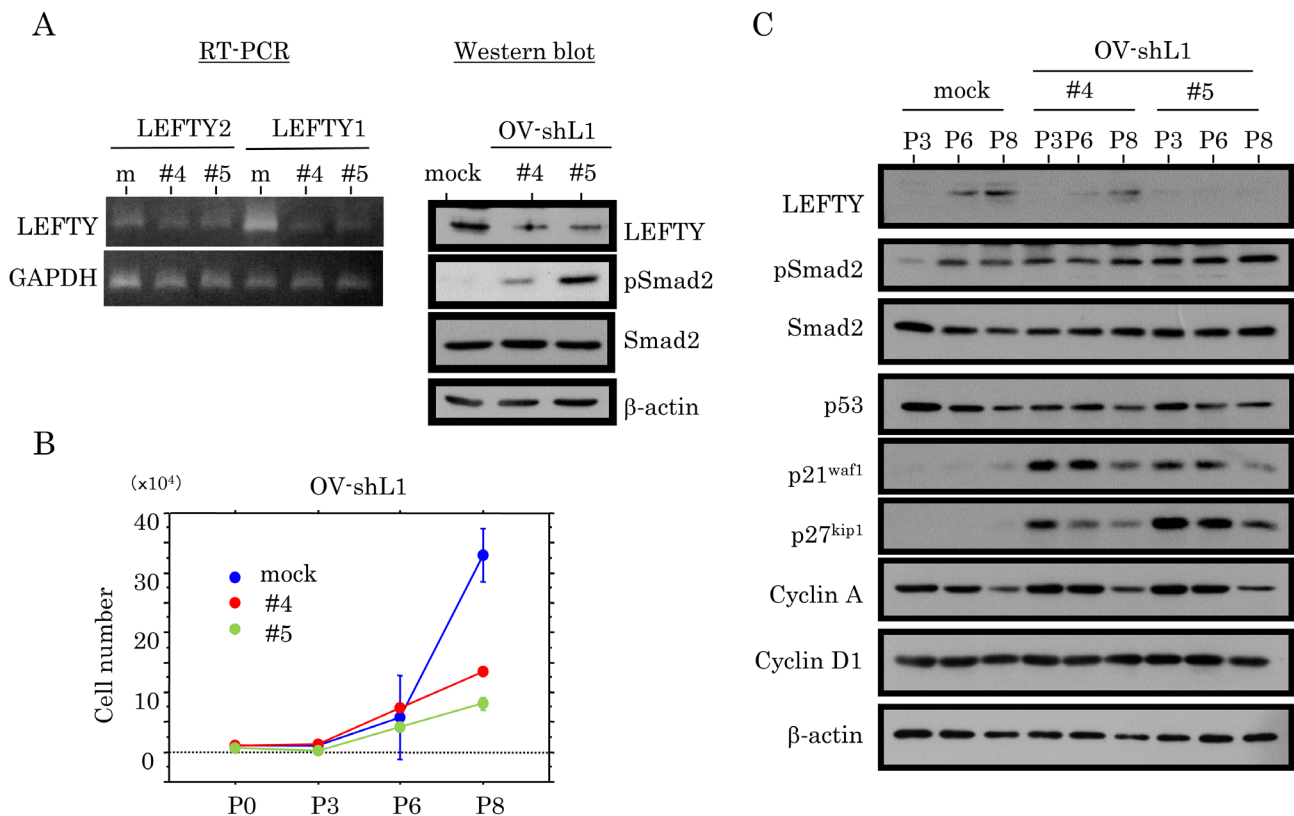 A
RT-PCR
Western blot
LEFTY2 LEFTY1
m #4 #5 m #4 #5
LEFTY
GAPDH
OV-shL1
mock #4 #5
LEFTY
pSmad2
Smad2
β-actin
B
(×10⁴)
OV-shL1
40
30
20
10
0
Cell number
mock
#4
#5
P0 P3 P6 P8
C
OV-shL1
mock #4 #5
P3 P6 P8 P3 P6 P8 P3 P6 P8
LEFTY
pSmad2
Smad2
p53
p21waf1
p27kip1
Cyclin A
Cyclin D1
β-actin